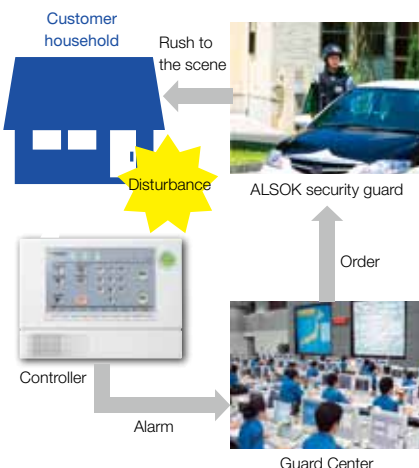 Customer
household
Rush to
the scene
Disturbance
ALSOK security guard
Order
Controller
Alarm
Guard Center